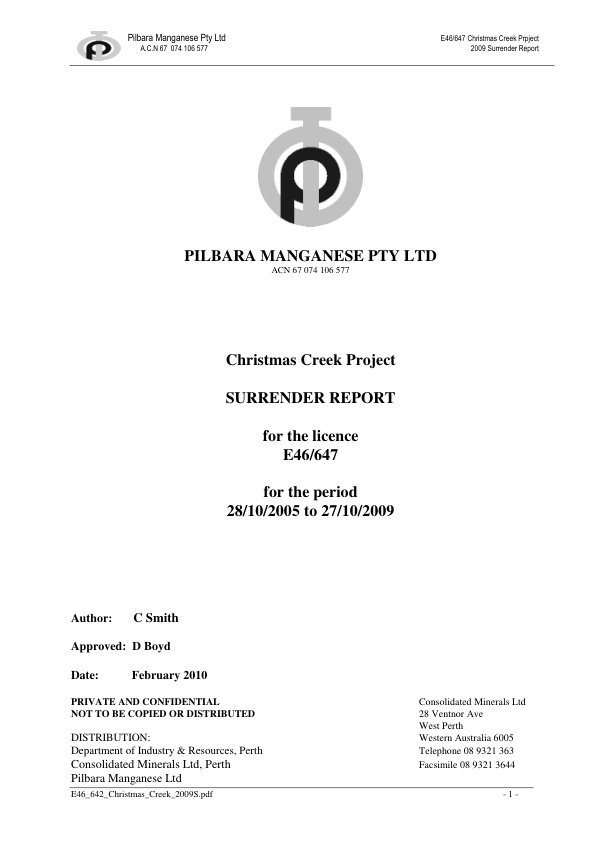 Pilbara Manganese Pty Ltd
A.C.N 67 074 106 577
E46/647 Christmas Creek Prpject
2009 Surrender Report
PILBARA MANGANESE PTY LTD
ACN 67 074 106 577
Christmas Creek Project
SURRENDER REPORT
for the licence
E46/647
for the period
28/10/2005 to 27/10/2009
Author: C Smith
Approved: D Boyd
Date: February 2010
PRIVATE AND CONFIDENTIAL
NOT TO BE COPIED OR DISTRIBUTED
DISTRIBUTION:
Department of Industry & Resources, Perth
Consolidated Minerals Ltd, Perth
Pilbara Manganese Ltd
Consolidated Minerals Ltd
28 Ventnor Ave
West Perth
Western Australia 6005
Telephone 08 9321 363
Facsimile 08 9321 3644
E46_642_Christmas_Creek_2009S.pdf
- 1 -